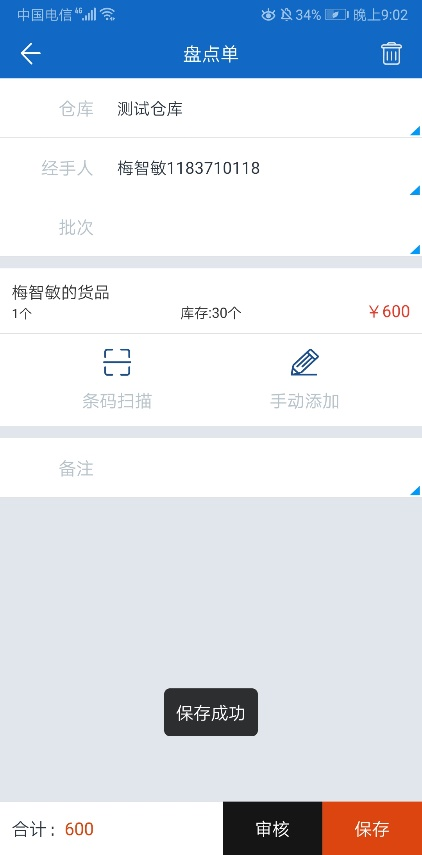 中国电信 4G 34% 晚上9:02
盘点单
仓库 测试仓库
经手人 梅智敏1183710118
批次
梅智敏的货品
1个 库存:30个 ￥600
条码扫描 手动添加
备注
保存成功
合计：600 审核 保存